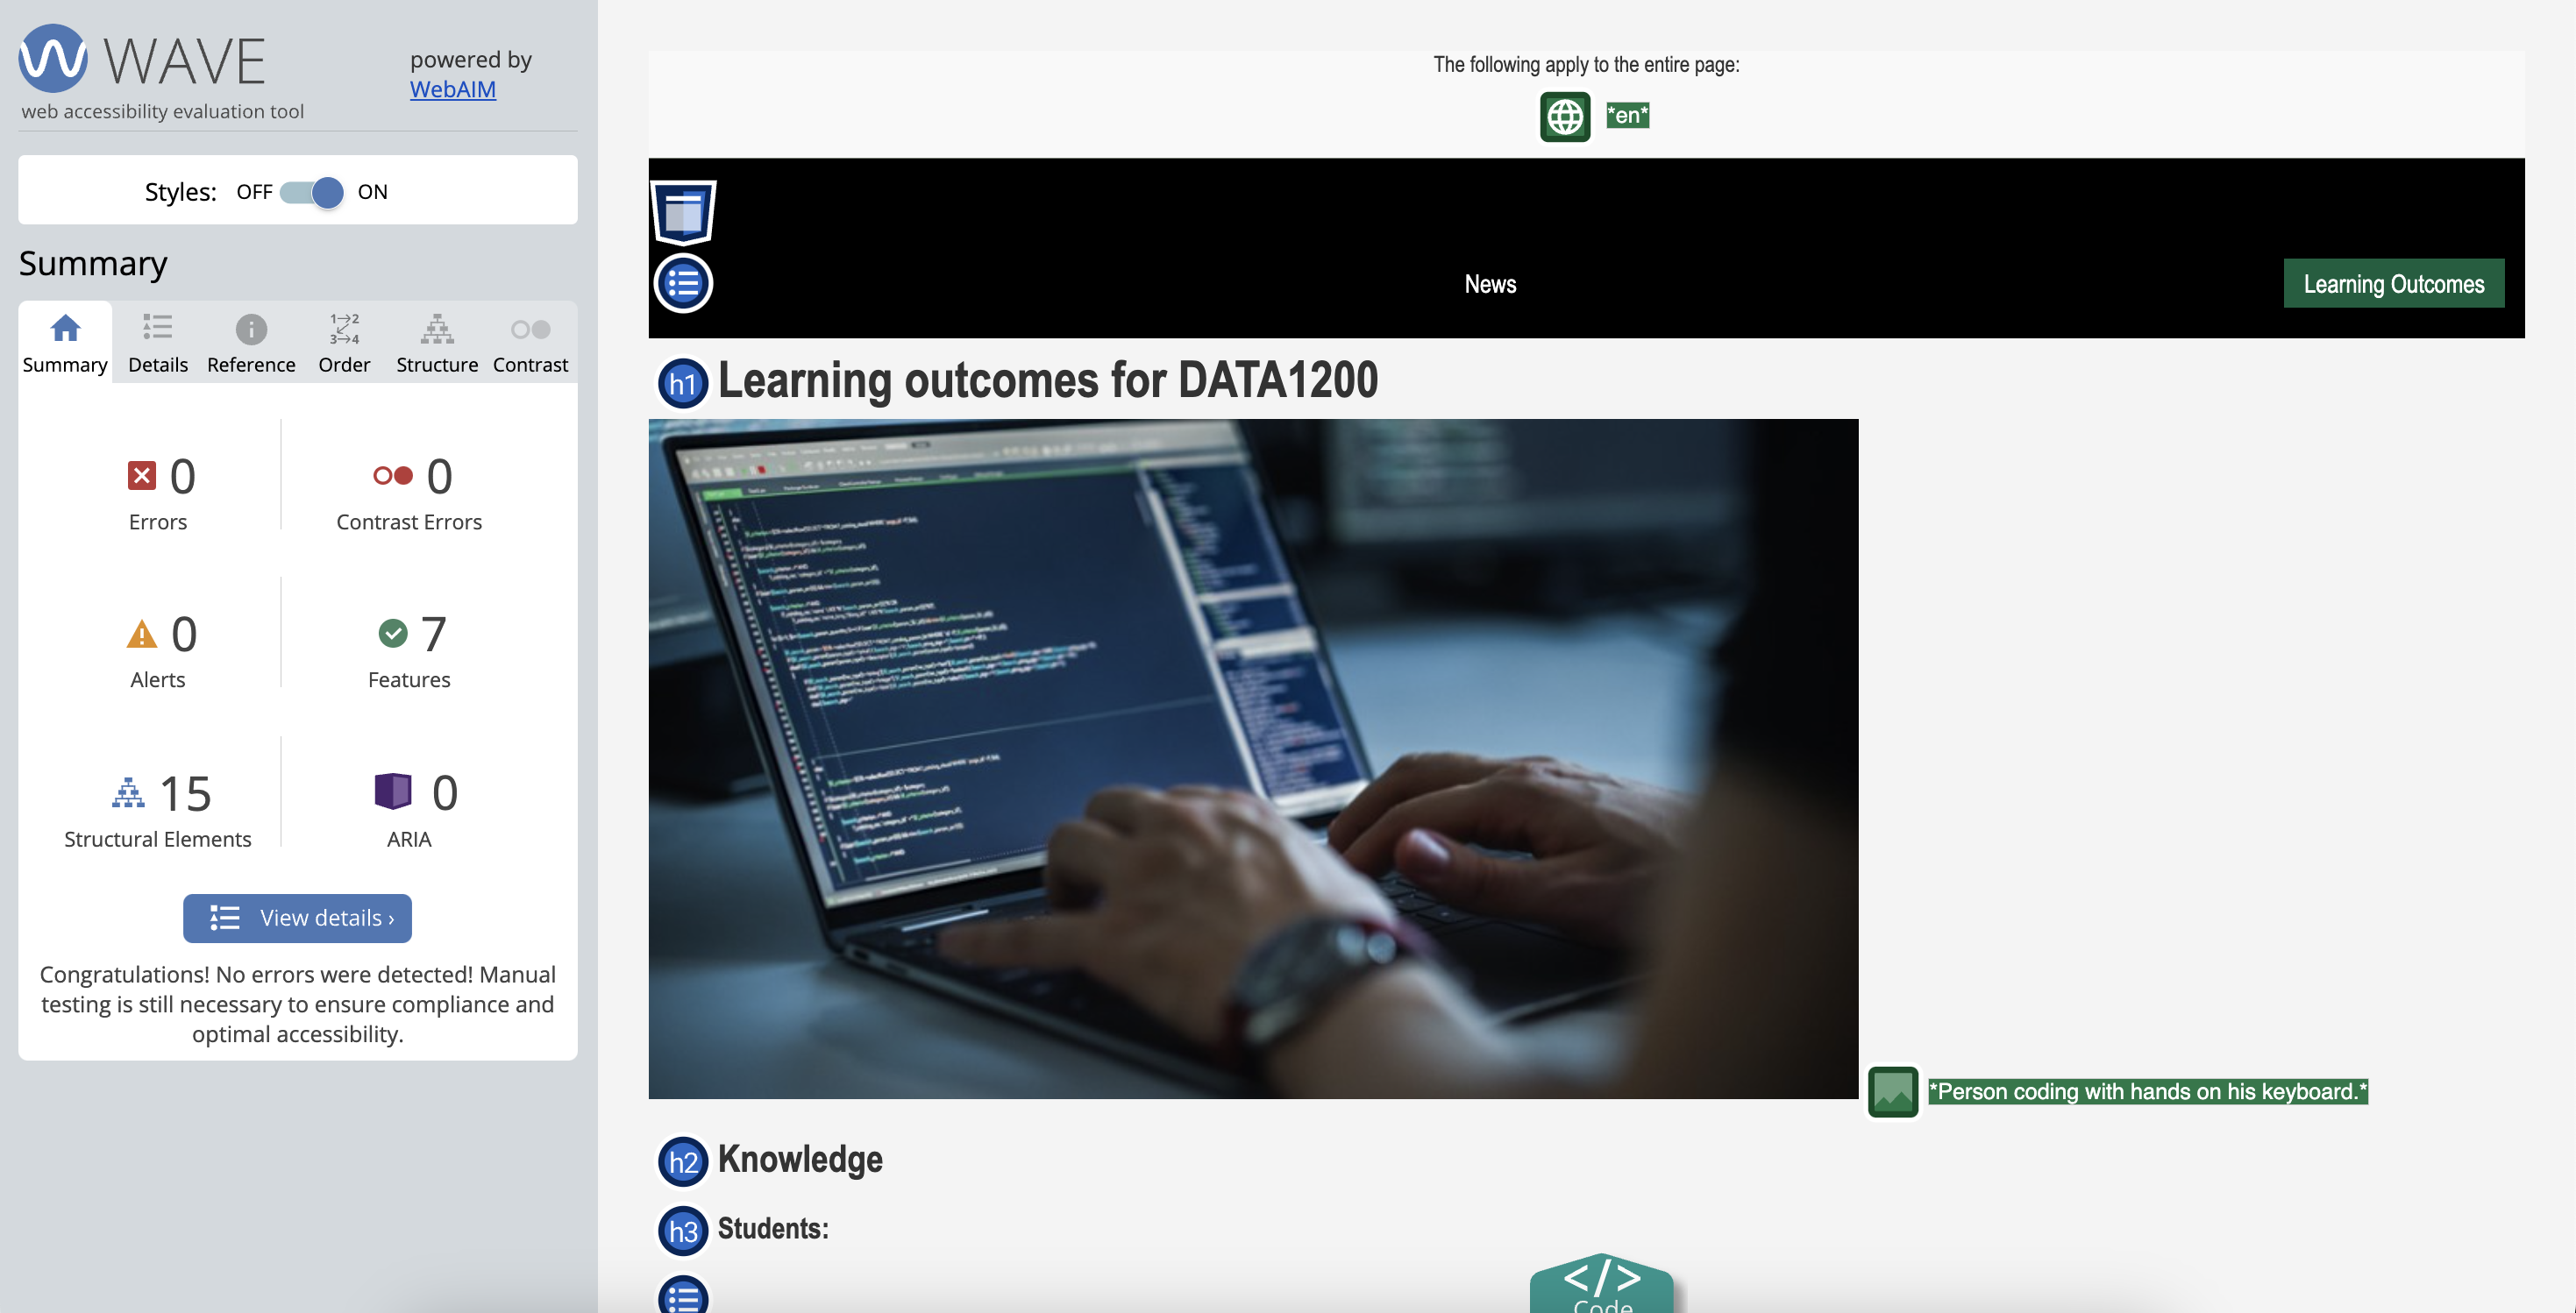 WAVE
web accessibility evaluation tool
powered by
WebAIM
Styles: OFF ON
Summary
Summary Details Reference Order Structure Contrast
0
Errors
0
Contrast Errors
0
Alerts
7
Features
15
Structural Elements
0
ARIA
View details ›
Congratulations! No errors were detected! Manual
testing is still necessary to ensure compliance and
optimal accessibility.
The following apply to the entire page:
*en*
News
Learning Outcomes
h1 Learning outcomes for DATA1200
*Person coding with hands on his keyboard.*
h2 Knowledge
h3 Students:
</>
Code